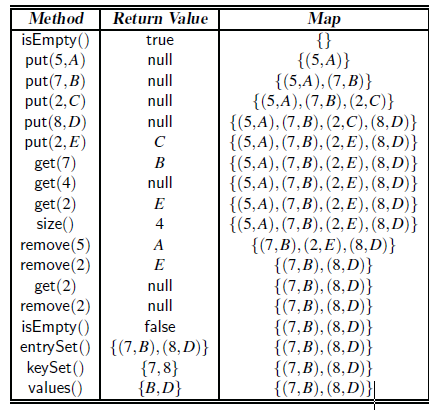 Method Return Value Map
isEmpty() true {}
put(5,A) null {(5,A)}
put(7,B) null {(5,A),(7,B)}
put(2,C) null {(5,A),(7,B),(2,C)}
put(8,D) null {(5,A),(7,B),(2,C),(8,D)}
put(2,E) C {(5,A),(7,B),(2,E),(8,D)}
get(7) B {(5,A),(7,B),(2,E),(8,D)}
get(4) null {(5,A),(7,B),(2,E),(8,D)}
get(2) E {(5,A),(7,B),(2,E),(8,D)}
size() 4 {(5,A),(7,B),(2,E),(8,D)}
remove(5) A {(7,B),(2,E),(8,D)}
remove(2) E {(7,B),(8,D)}
get(2) null {(7,B),(8,D)}
remove(2) null {(7,B),(8,D)}
isEmpty() false {(7,B),(8,D)}
entrySet() {(7,B),(8,D)} {(7,B),(8,D)}
keySet() {7,8} {(7,B),(8,D)}
values() {B,D} {(7,B),(8,D)}